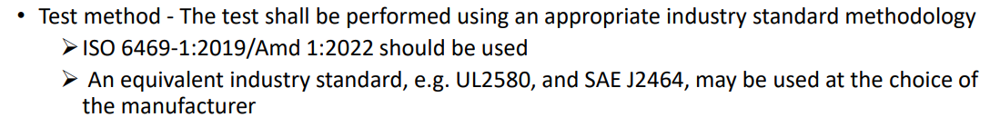 • Test method - The test shall be performed using an appropriate industry standard methodology
➢ISO 6469-1:2019/Amd 1:2022 should be used
➢ An equivalent industry standard, e.g. UL2580, and SAE J2464, may be used at the choice of
the manufacturer